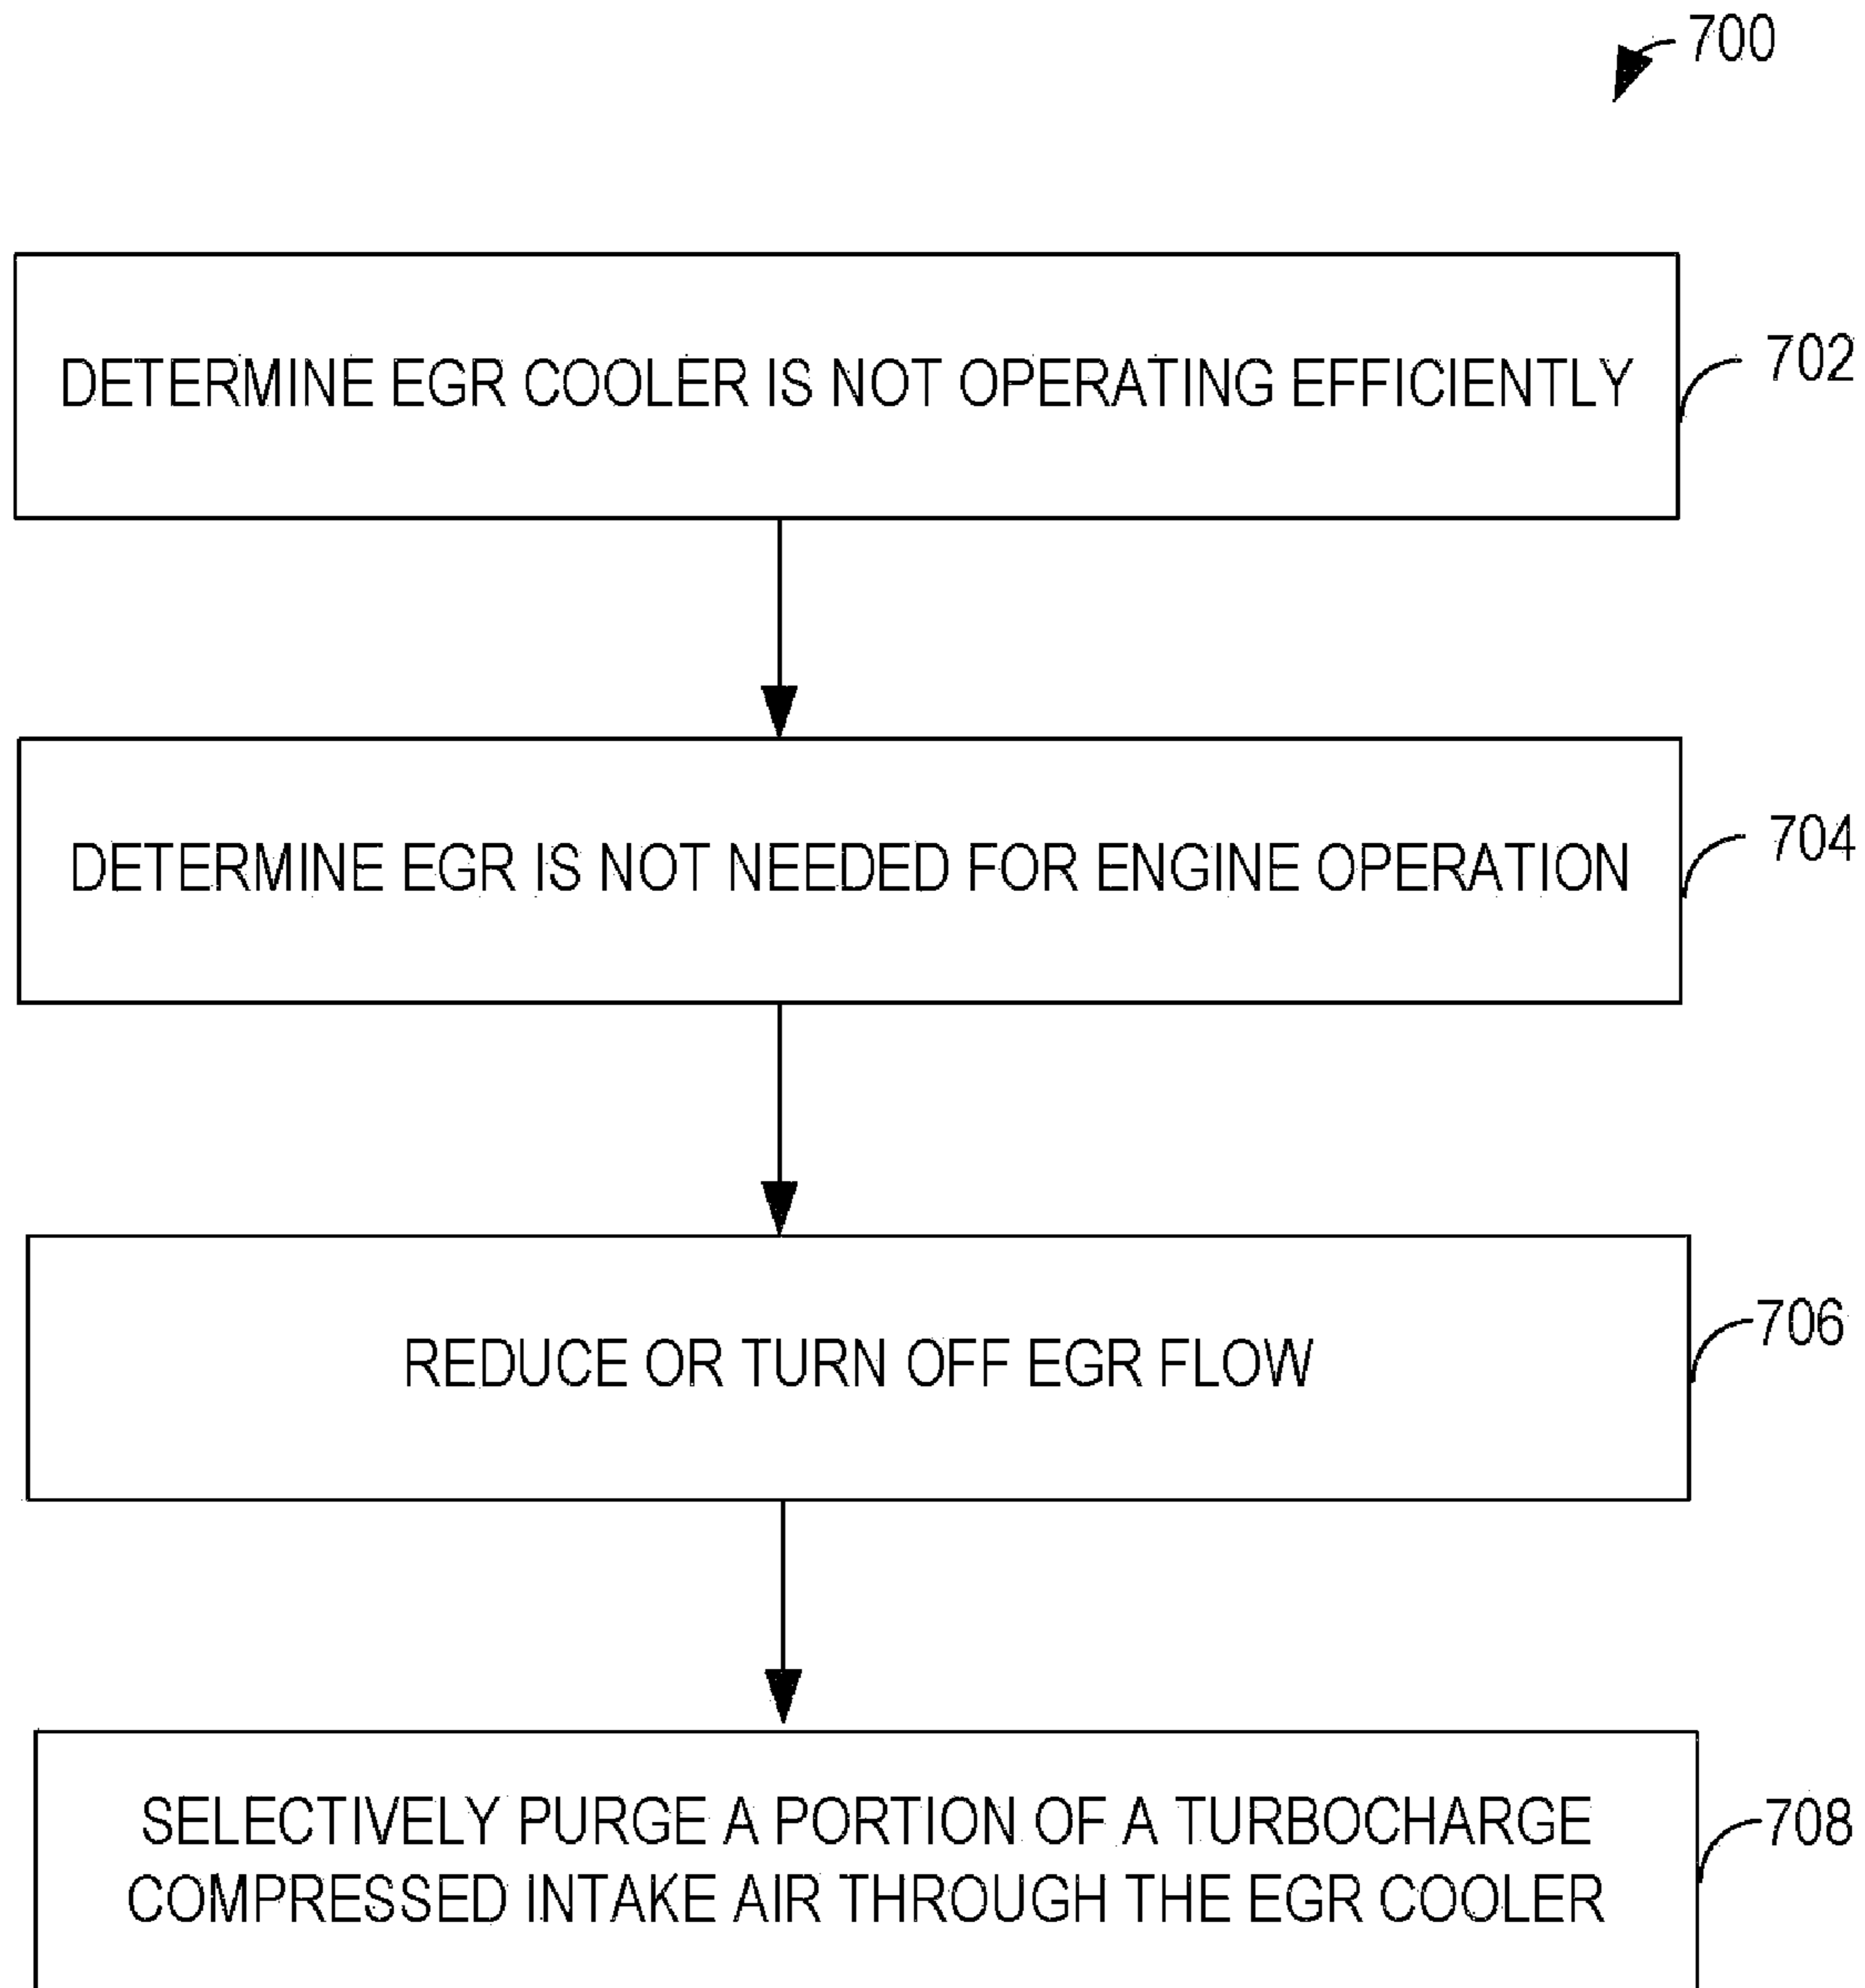 700
DETERMINE EGR COOLER IS NOT OPERATING EFFICIENTLY
702
DETERMINE EGR IS NOT NEEDED FOR ENGINE OPERATION
704
REDUCE OR TURN OFF EGR FLOW
706
SELECTIVELY PURGE A PORTION OF A TURBOCHARGE
COMPRESSED INTAKE AIR THROUGH THE EGR COOLER
708